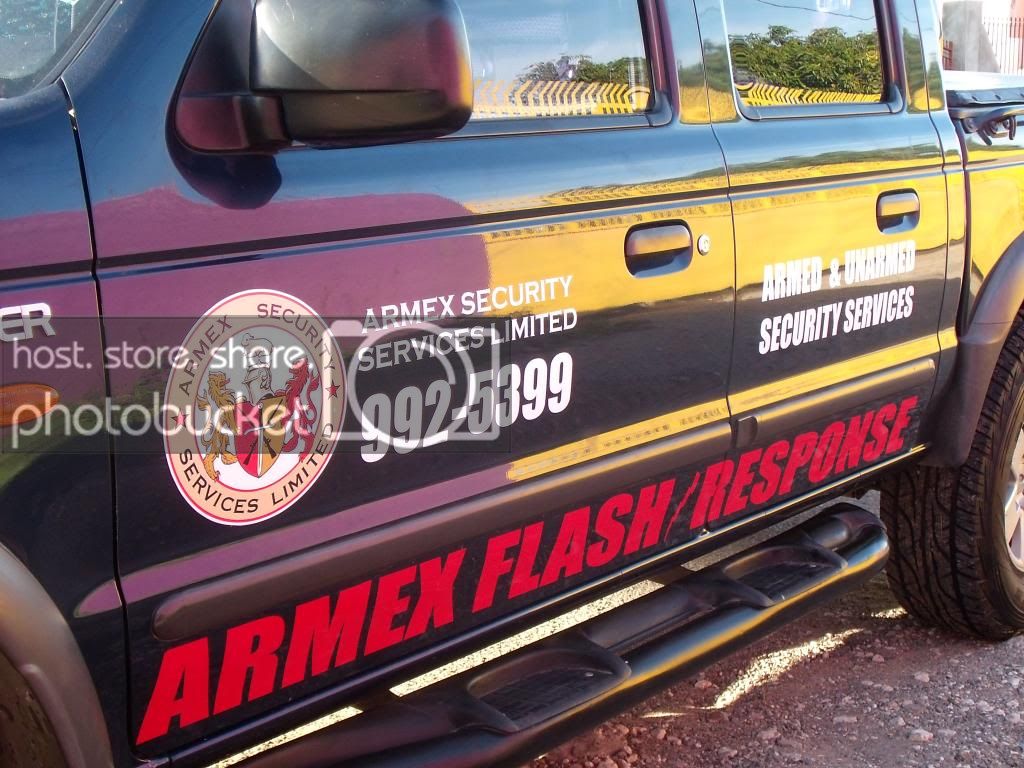 ER
ARMEX SECURITY
SERVICES LIMITED
ARMEX SECURITY
SERVICES LIMITED
992-5399
ARMED & UNARMED
SECURITY SERVICES
ARMEX FLASH/RESPONSE
host. store. share.
photobucket